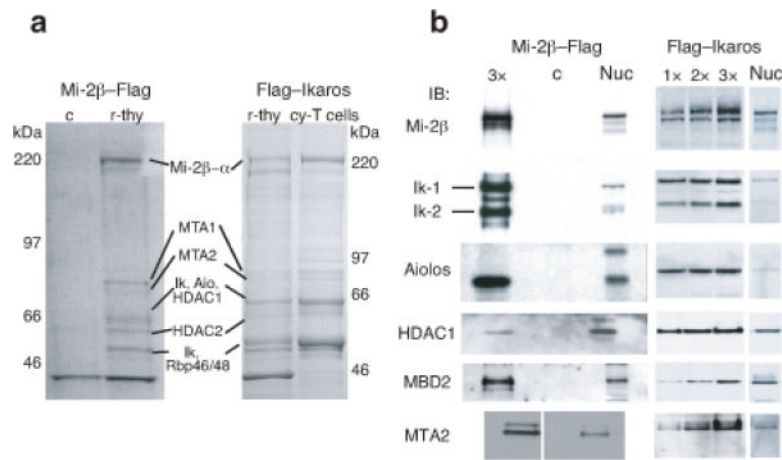 a
Mi-2β–Flag
c r-thy
kDa
220
97
66
46
Mi-2β–α
MTA1
MTA2
Ik, Aio,
HDAC1
HDAC2
Ik,
Rbp46/48
Flag–Ikaros
r-thy cy-T cells
kDa
220
97
66
46
b
Mi-2β–Flag
3× c Nuc
Flag–Ikaros
1× 2× 3× Nuc
IB:
Mi-2β
Ik-1
Ik-2
Aiolos
HDAC1
MBD2
MTA2